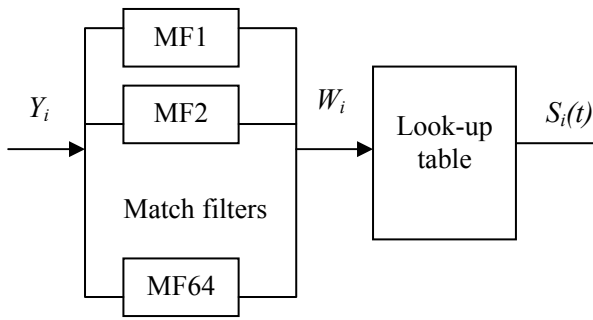 MF1
Y_i
MF2
W_i
Look-up
table
S_i(t)
Match filters
MF64